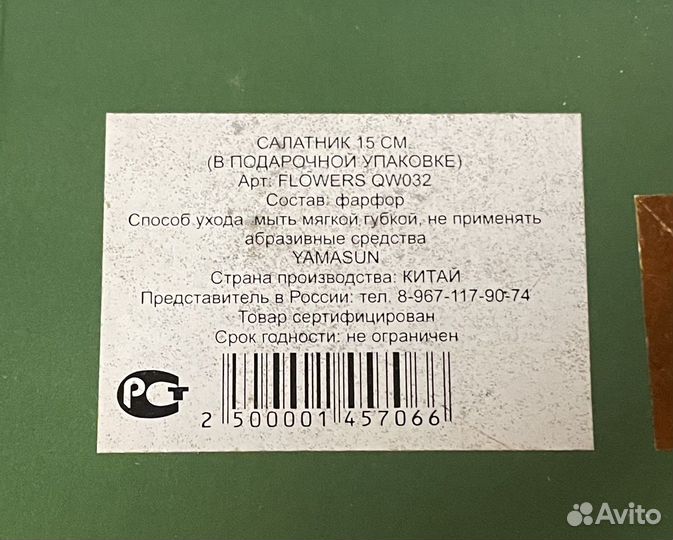 САЛАТНИК 15 СМ.
(В ПОДАРОЧНОЙ УПАКОВКЕ)
Арт: FLOWERS QW032
Состав: фарфор
Способ ухода мыть мягкой губкой, не применять
абразивные средства
YAMASUN
Страна производства: КИТАЙ
Представитель в России: тел. 8-967-117-90-74
Товар сертифицирован
Срок годности: не ограничен
РСТ
2 500001 457066
Avito